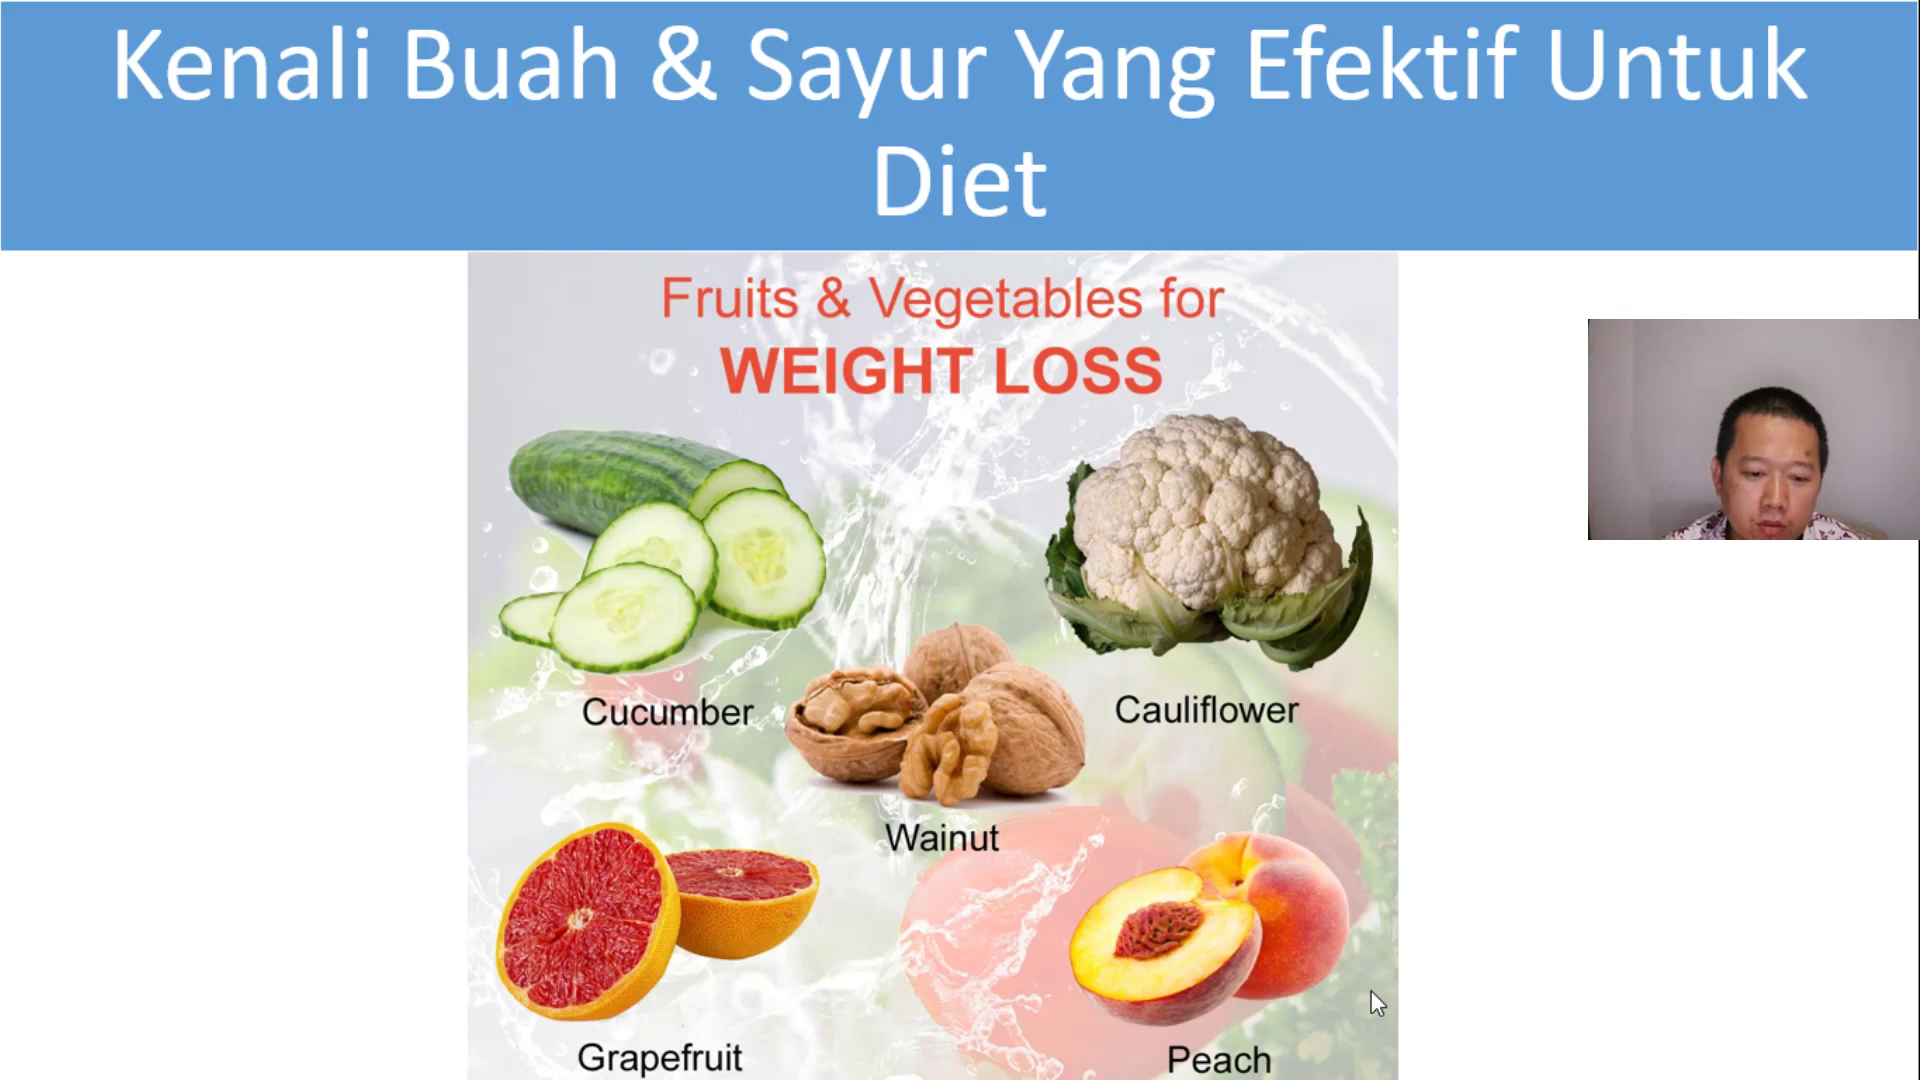 Kenali Buah & Sayur Yang Efektif Untuk
Diet
Fruits & Vegetables for
WEIGHT LOSS
Cucumber
Cauliflower
Wainut
Grapefruit
Peach